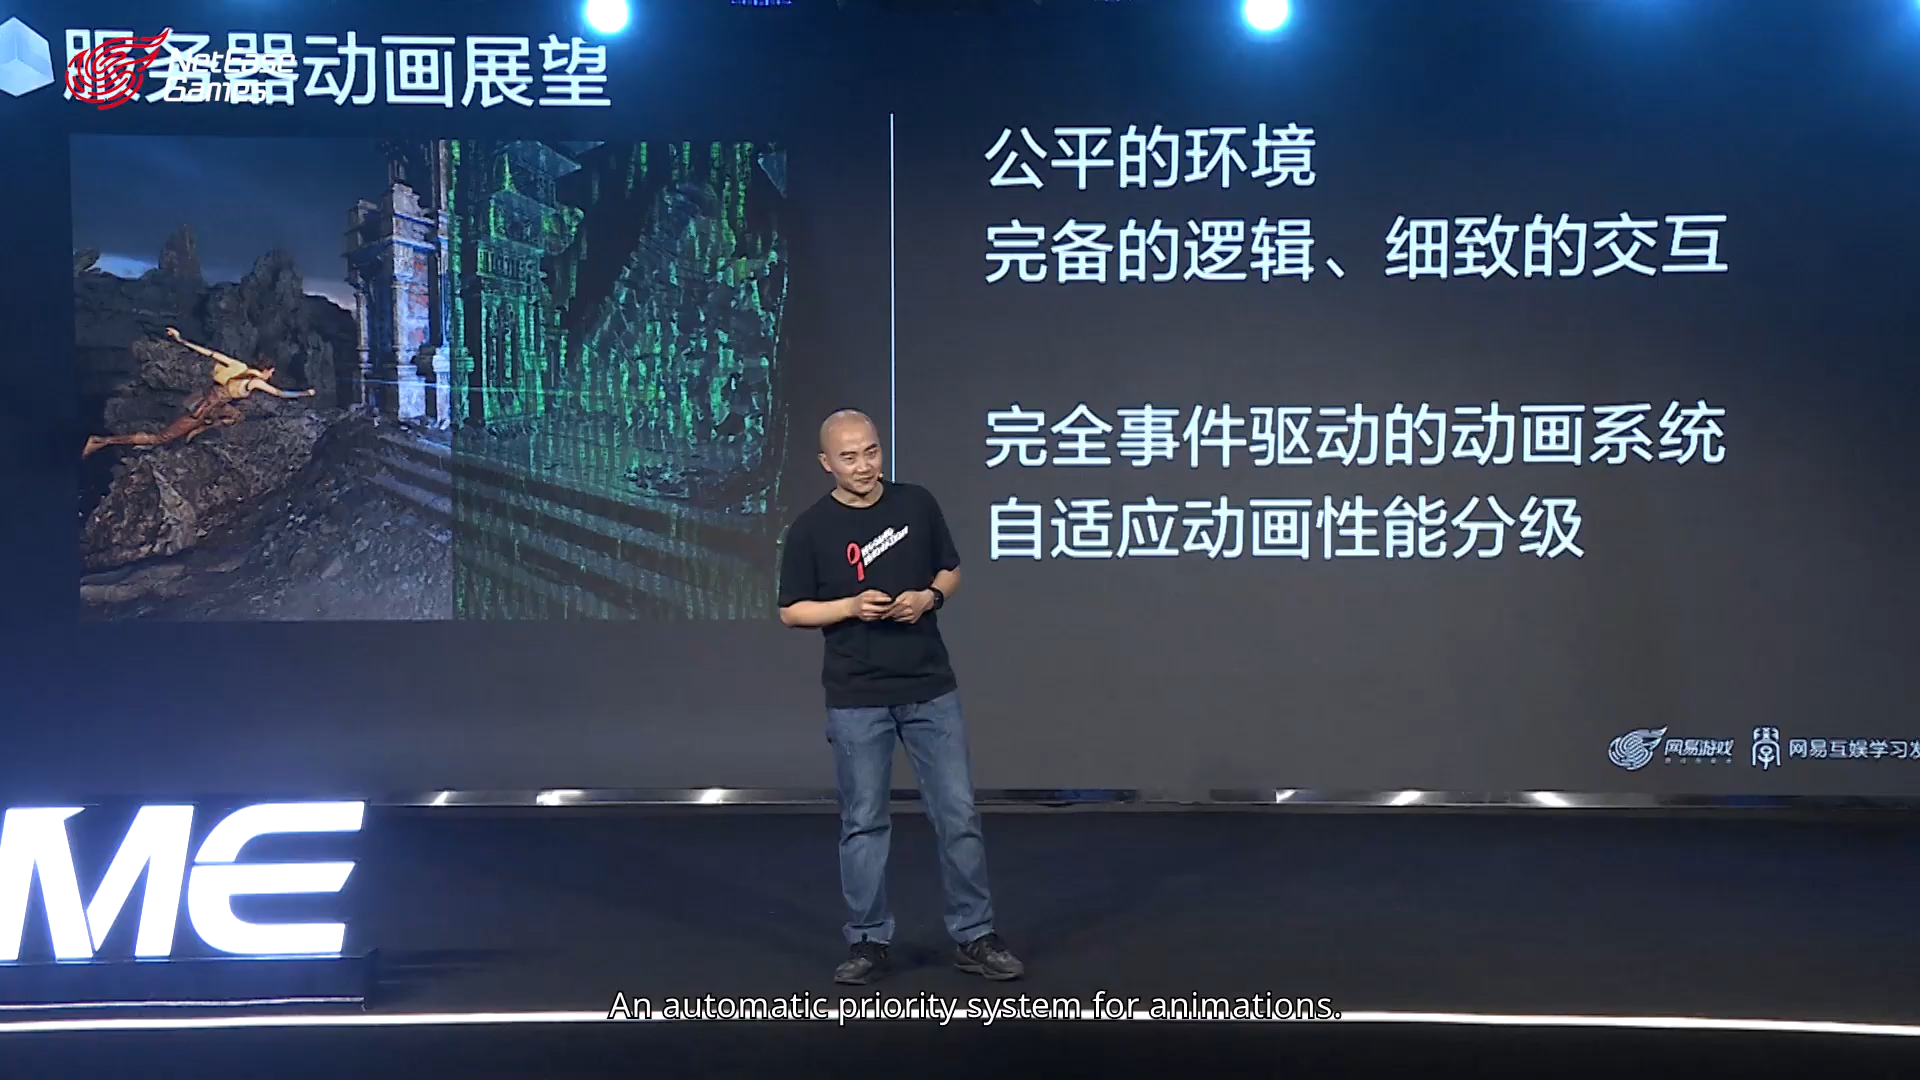 服务器动画展望
NetEase
Games
公平的环境
完备的逻辑、细致的交互
完全事件驱动的动画系统
自适应动画性能分级
网易游戏
网易互娱学习发
ME
An automatic priority system for animations.